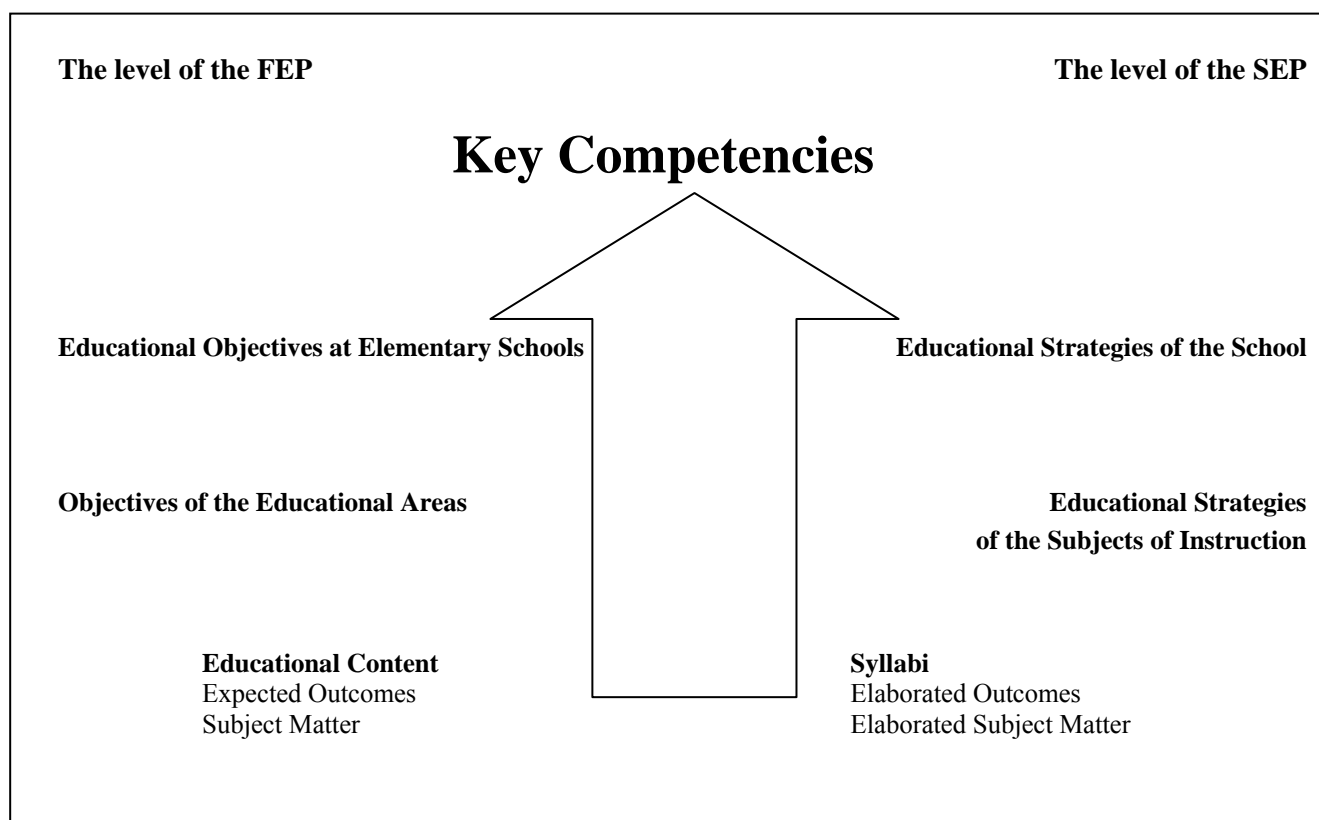 The level of the FEP
The level of the SEP
Key Competencies
Educational Objectives at Elementary Schools
Educational Strategies of the School
Objectives of the Educational Areas
Educational Strategies
of the Subjects of Instruction
Educational Content
Expected Outcomes
Subject Matter
Syllabi
Elaborated Outcomes
Elaborated Subject Matter